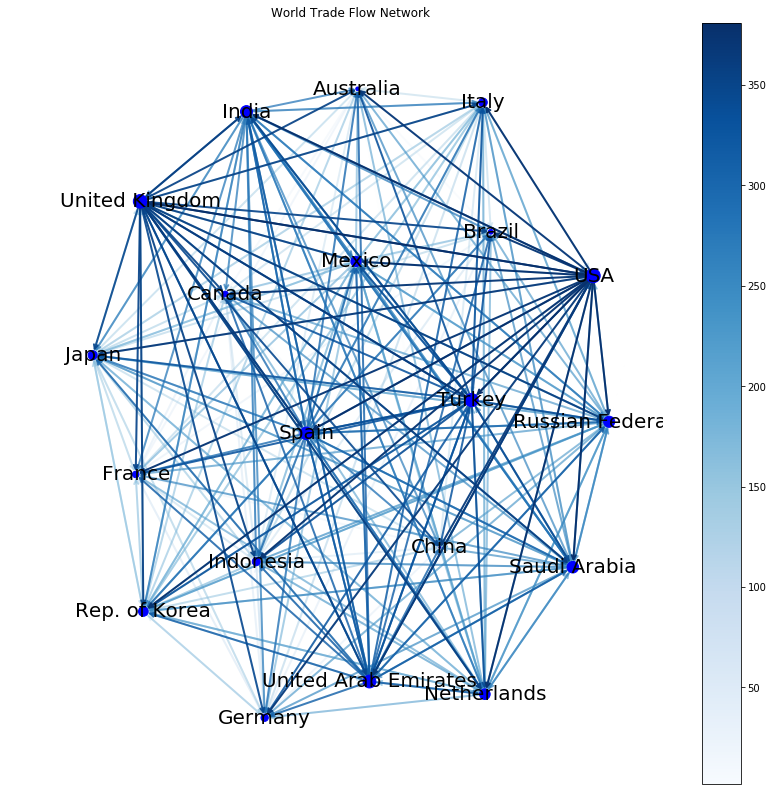 World Trade Flow Network
Australia
Italy
India
United Kingdom
Brazil
Mexico
USA
Canada
Japan
Turkey
Russian Federa
Spain
France
China
Indonesia
Saudi Arabia
Rep. of Korea
United Arab Emirates
Netherlands
Germany
350
300
250
200
150
100
50